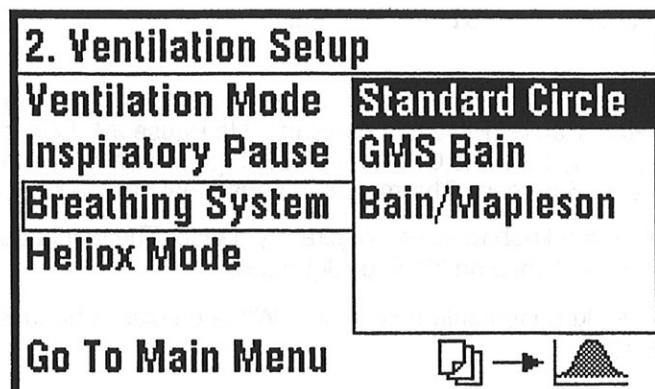 2. Ventilation Setup
Ventilation Mode
Inspiratory Pause
Breathing System
Heliox Mode
Go To Main Menu
Standard Circle
GMS Bain
Bain/Mapleson